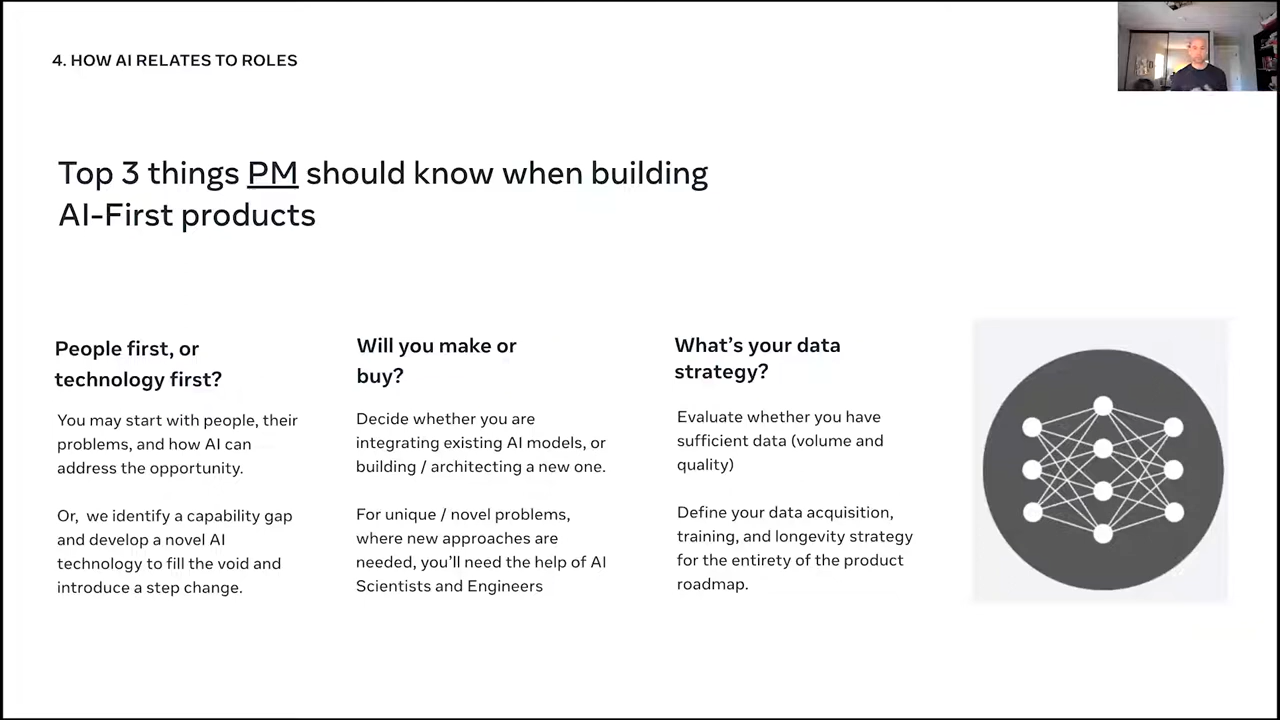 4. HOW AI RELATES TO ROLES
Top 3 things PM should know when building
AI-First products
People first, or
technology first?
You may start with people, their
problems, and how AI can
address the opportunity.
Or, we identify a capability gap
and develop a novel AI
technology to fill the void and
introduce a step change.
Will you make or
buy?
Decide whether you are
integrating existing AI models, or
building / architecting a new one.
For unique / novel problems,
where new approaches are
needed, you’ll need the help of AI
Scientists and Engineers
What’s your data
strategy?
Evaluate whether you have
sufficient data (volume and
quality)
Define your data acquisition,
training, and longevity strategy
for the entirety of the product
roadmap.